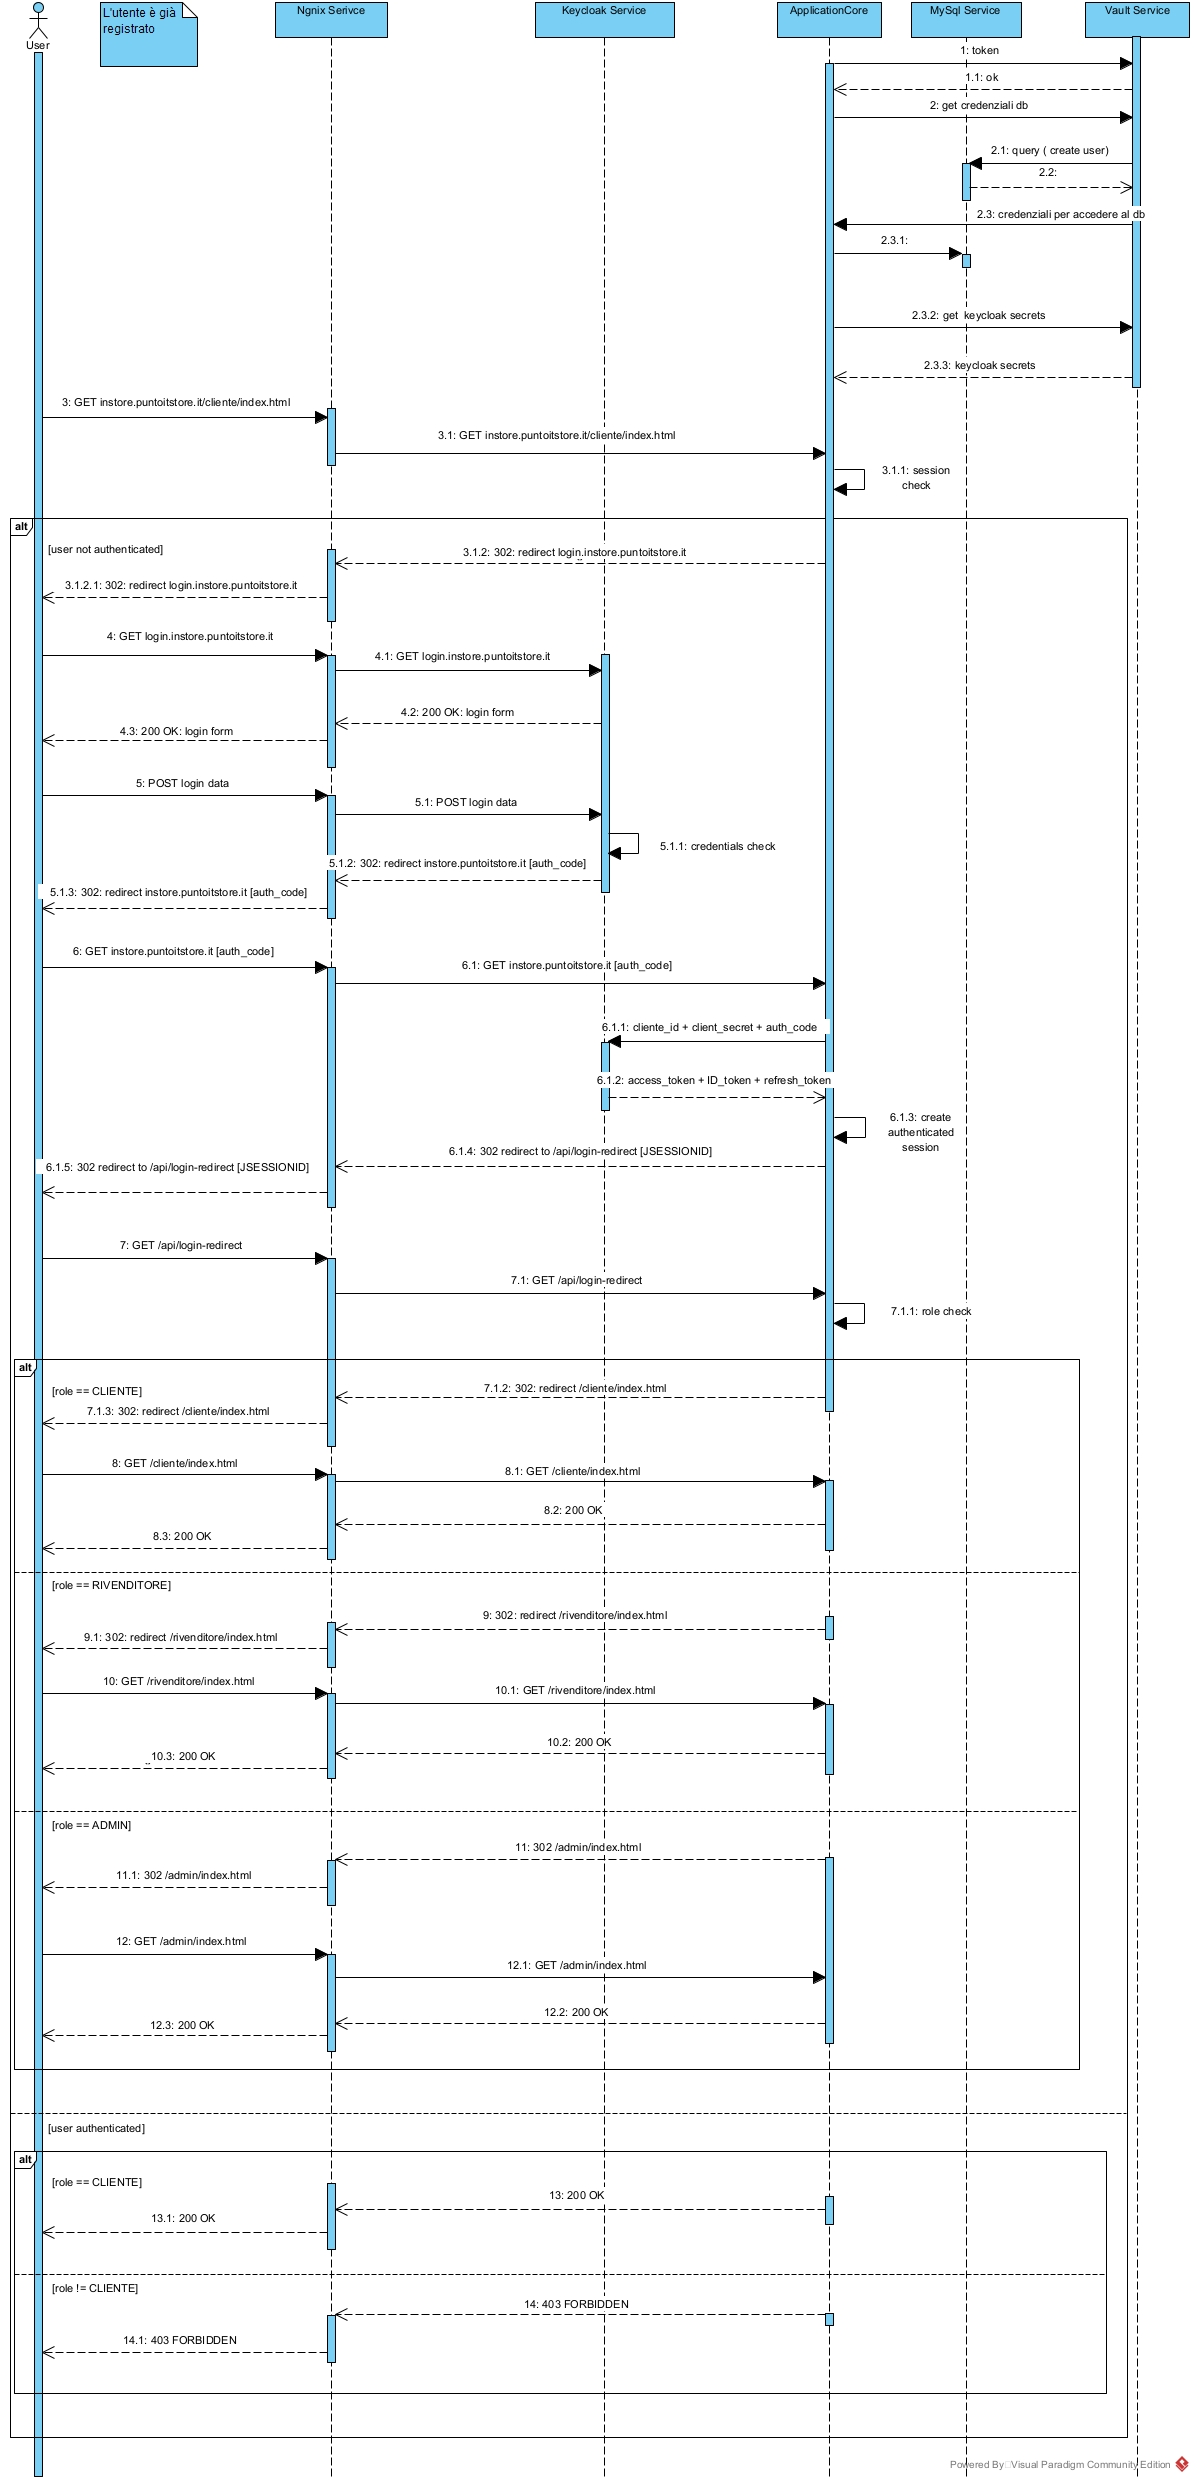 L'utente è già
registrato
User
Ngnix Serivce
Keycloak Service
ApplicationCore
MySql Service
Vault Service
1: token
1.1: ok
2: get credenziali db
2.1: query ( create user)
2.2:
2.3: credenziali per accedere al db
2.3.1:
2.3.2: get keycloak secrets
2.3.3: keycloak secrets
3: GET instore.puntoitstore.it/cliente/index.html
3.1: GET instore.puntoitstore.it/cliente/index.html
3.1.1: session
check
alt
[user not authenticated]
3.1.2: 302: redirect login.instore.puntoitstore.it
3.1.2.1: 302: redirect login.instore.puntoitstore.it
4: GET login.instore.puntoitstore.it
4.1: GET login.instore.puntoitstore.it
4.2: 200 OK: login form
4.3: 200 OK: login form
5: POST login data
5.1: POST login data
5.1.1: credentials check
5.1.2: 302: redirect instore.puntoitstore.it [auth_code]
5.1.3: 302: redirect instore.puntoitstore.it [auth_code]
6: GET instore.puntoitstore.it [auth_code]
6.1: GET instore.puntoitstore.it [auth_code]
6.1.1: cliente_id + client_secret + auth_code
6.1.2: access_token + ID_token + refresh_token
6.1.3: create
authenticated
session
6.1.4: 302 redirect to /api/login-redirect [JSESSIONID]
6.1.5: 302 redirect to /api/login-redirect [JSESSIONID]
7: GET /api/login-redirect
7.1: GET /api/login-redirect
7.1.1: role check
alt
[role == CLIENTE]
7.1.2: 302: redirect /cliente/index.html
7.1.3: 302: redirect /cliente/index.html
8: GET /cliente/index.html
8.1: GET /cliente/index.html
8.2: 200 OK
8.3: 200 OK
[role == RIVENDITORE]
9: 302: redirect /rivenditore/index.html
9.1: 302: redirect /rivenditore/index.html
10: GET /rivenditore/index.html
10.1: GET /rivenditore/index.html
10.2: 200 OK
10.3: 200 OK
[role == ADMIN]
11: 302 /admin/index.html
11.1: 302 /admin/index.html
12: GET /admin/index.html
12.1: GET /admin/index.html
12.2: 200 OK
12.3: 200 OK
[user authenticated]
alt
[role == CLIENTE]
13: 200 OK
13.1: 200 OK
[role != CLIENTE]
14: 403 FORBIDDEN
14.1: 403 FORBIDDEN
Powered By Visual Paradigm Community Edition